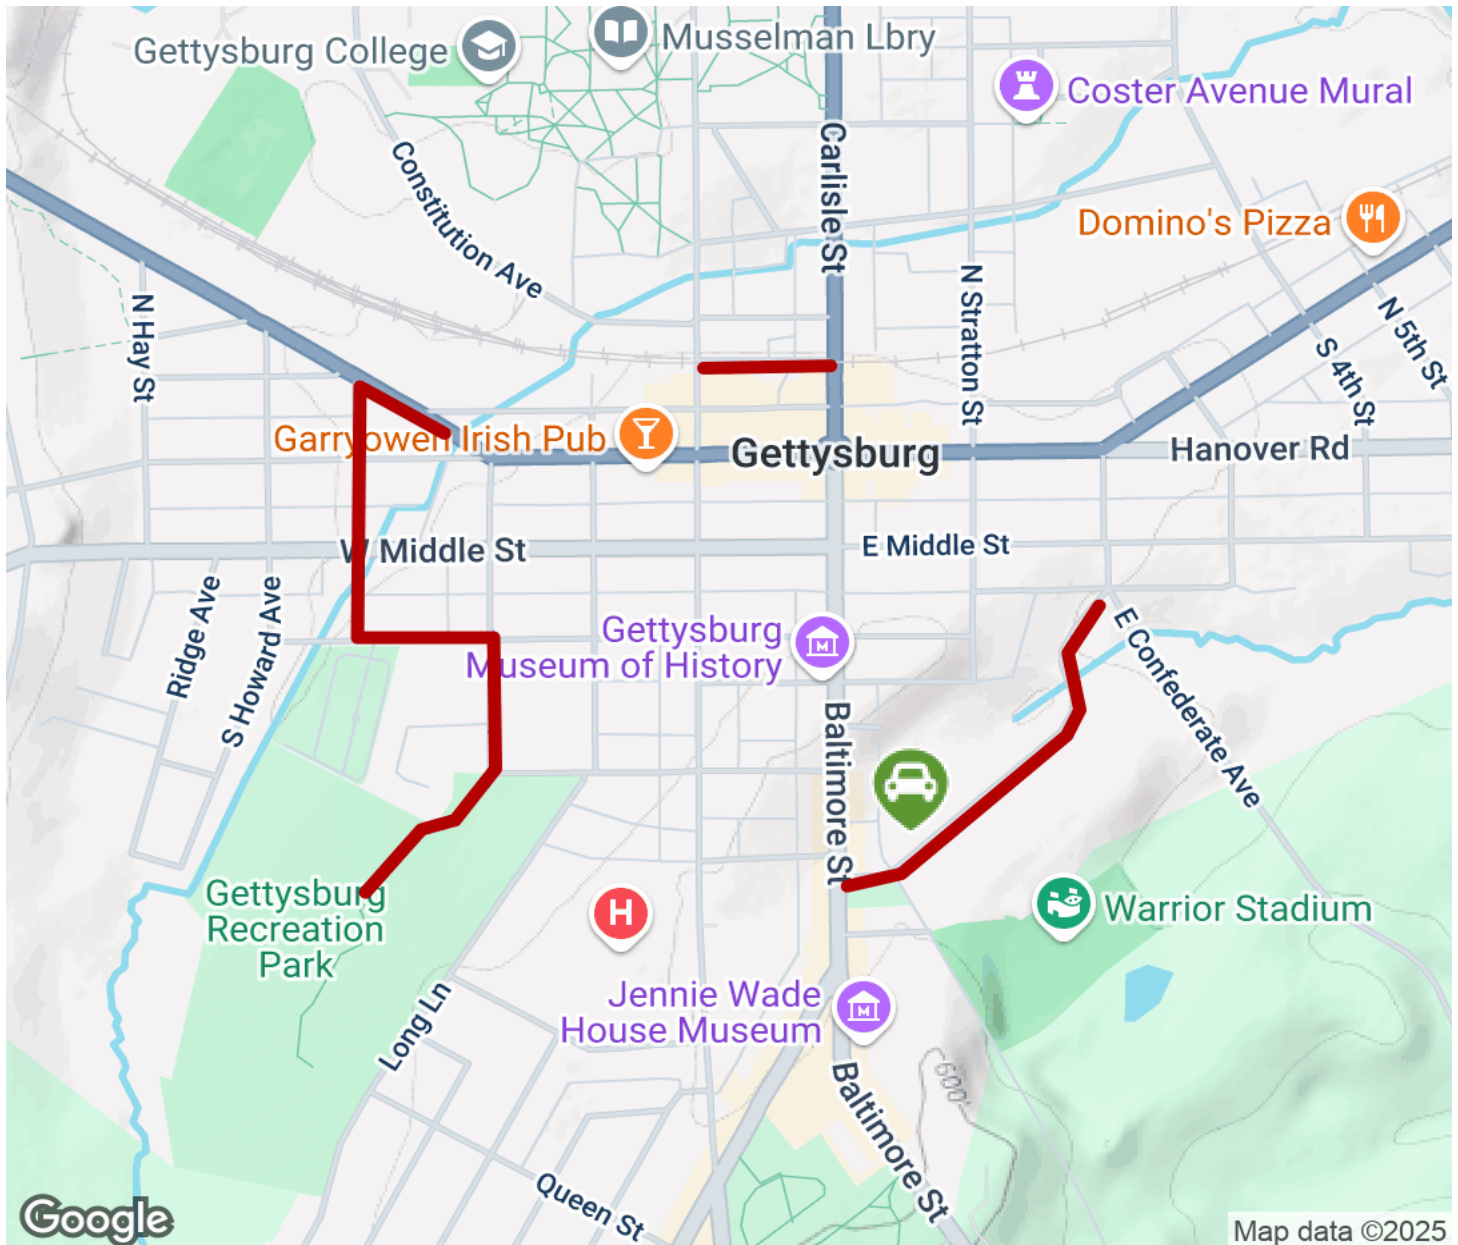 Gettysburg College
Musselman Lbry
Coster Avenue Mural
Carlisle St
Constitution Ave
Domino's Pizza
N Hay St
N Stratton St
N 5th St
S 4th St
Garryowen Irish Pub
Gettysburg
Hanover Rd
W Middle St
E Middle St
Ridge Ave
S Howard Ave
Gettysburg
Museum of History
E Confederate Ave
Baltimore St
Gettysburg
Recreation
Park
H
Warrior Stadium
Long Ln
Jennie Wade
House Museum
600'
Baltimore St
Queen St
Google
Map data ©2025